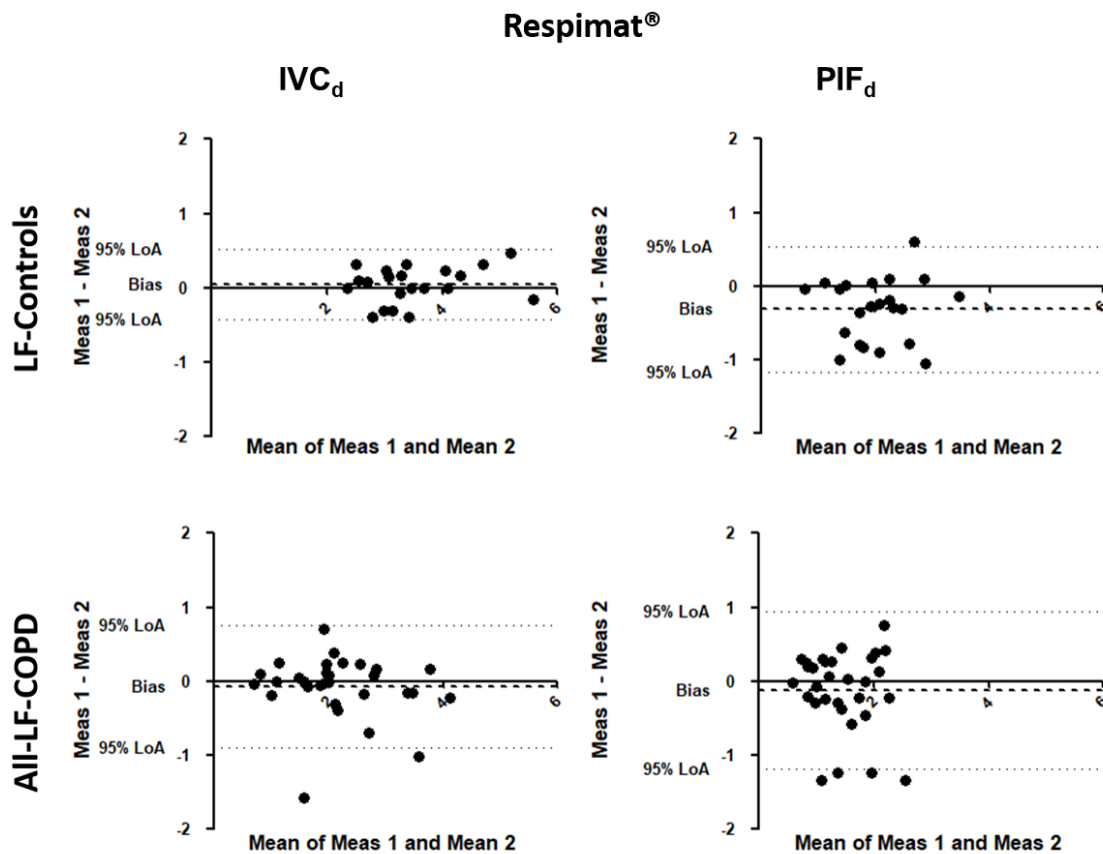 Respimat®
IVCd
PIFd
LF-Controls
Meas 1 - Meas 2
2
1
0
-1
-2
95% LoA
Bias
95% LoA
2
4
6
Mean of Meas 1 and Mean 2
Meas 1 - Meas 2
2
1
0
-1
-2
95% LoA
Bias
95% LoA
2
4
6
Mean of Meas 1 and Meas 2
All-LF-COPD
Meas 1 - Meas 2
2
1
0
-1
-2
95% LoA
Bias
95% LoA
2
4
6
Mean of Meas 1 and Meas 2
Meas 1 - Meas 2
2
1
0
-1
-2
95% LoA
Bias
95% LoA
2
4
6
Mean of Meas 1 and Meas 2